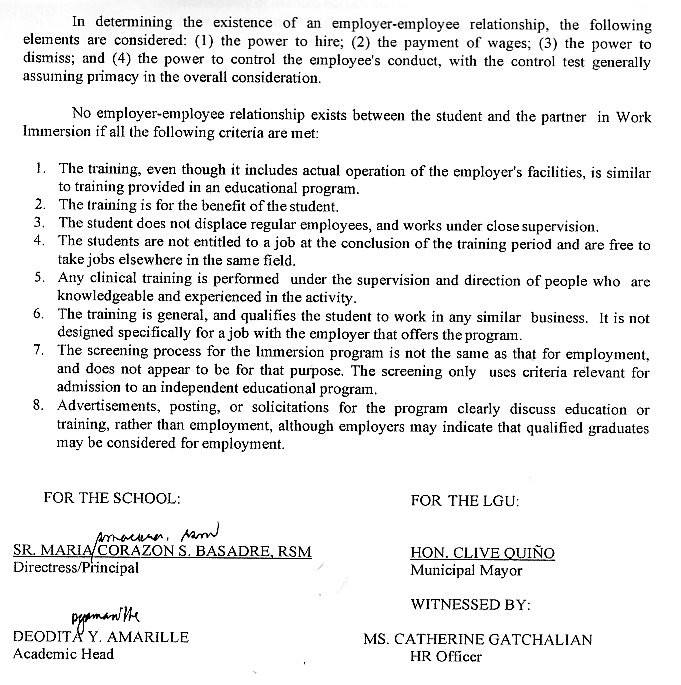 In determining the existence of an employer-employee relationship, the following
elements are considered: (1) the power to hire; (2) the payment of wages; (3) the power to
dismiss; and (4) the power to control the employee's conduct, with the control test generally
assuming primacy in the overall consideration.
No employer-employee relationship exists between the student and the partner in Work
Immersion if all the following criteria are met:
1. The training, even though it includes actual operation of the employer's facilities, is similar
to training provided in an educational program.
2. The training is for the benefit of the student.
3. The student does not displace regular employees, and works under close supervision.
4. The students are not entitled to a job at the conclusion of the training period and are free to
take jobs elsewhere in the same field.
5. Any clinical training is performed under the supervision and direction of people who are
knowledgeable and experienced in the activity.
6. The training is general, and qualifies the student to work in any similar business. It is not
designed specifically for a job with the employer that offers the program.
7. The screening process for the Immersion program is not the same as that for employment,
and does not appear to be for that purpose. The screening only uses criteria relevant for
admission to an independent educational program.
8. Advertisements, posting, or solicitations for the program clearly discuss education or
training, rather than employment, although employers may indicate that qualified graduates
may be considered for employment.
FOR THE SCHOOL:
SR. MARIA CORAZON S. BASADRE, RSM
Directress/Principal
DEODITA Y. AMARILLE
Academic Head
FOR THE LGU:
HON. CLIVE QUIÑO
Municipal Mayor
WITNESSED BY:
MS. CATHERINE GATCHALIAN
HR Officer